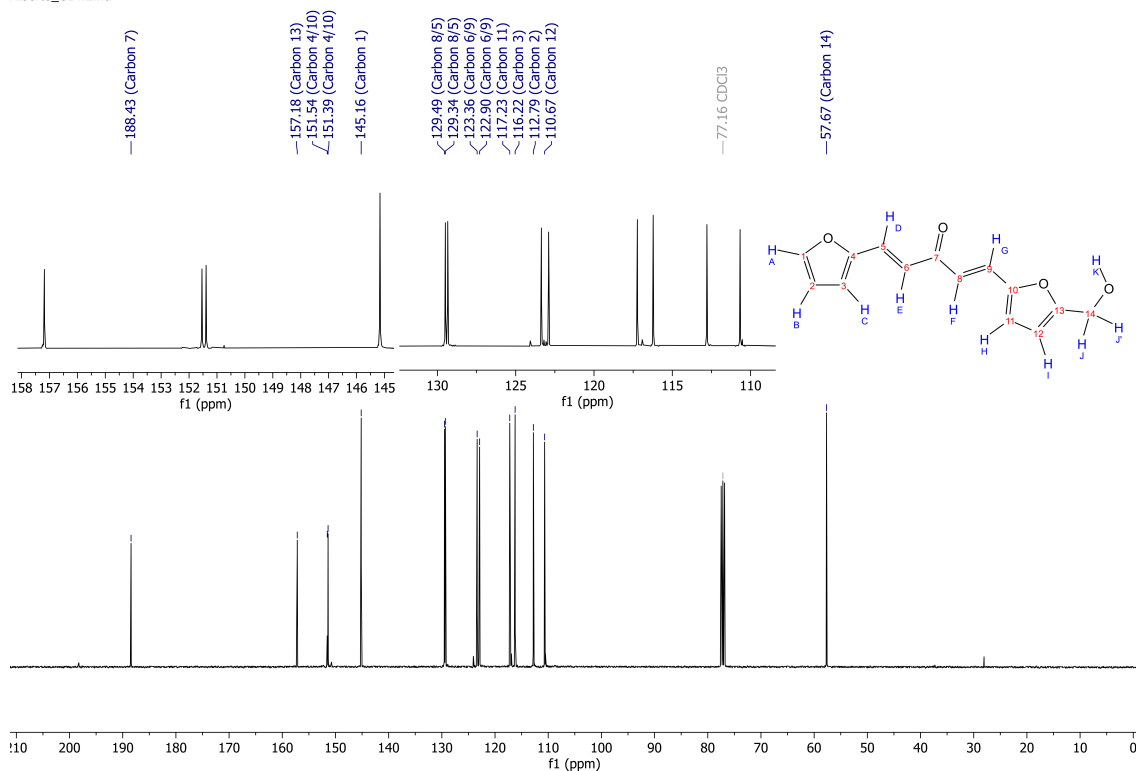 188.43 (Carbon 7)
157.18 (Carbon 13)
151.54 (Carbon 4/10)
151.39 (Carbon 4/10)
145.16 (Carbon 1)
129.49 (Carbon 8/5)
129.34 (Carbon 8/5)
123.36 (Carbon 6/9)
122.90 (Carbon 6/9)
117.23 (Carbon 11)
116.22 (Carbon 3)
112.79 (Carbon 2)
110.67 (Carbon 12)
77.16 CDCl3
57.67 (Carbon 14)
158 157 156 155 154 153 152 151 150 149 148 147 146 145
f1 (ppm)
130 125 120 115 110
f1 (ppm)
H D
O
H G
H A
O
1 2 3 4 5 6 7 8 9 10 11 12 13 14
H B
H C
H E
H F
O
H K
O
H H
H I
H J
H J'
210 200 190 180 170 160 150 140 130 120 110 100 90 80 70 60 50 40 30 20 10 0
f1 (ppm)